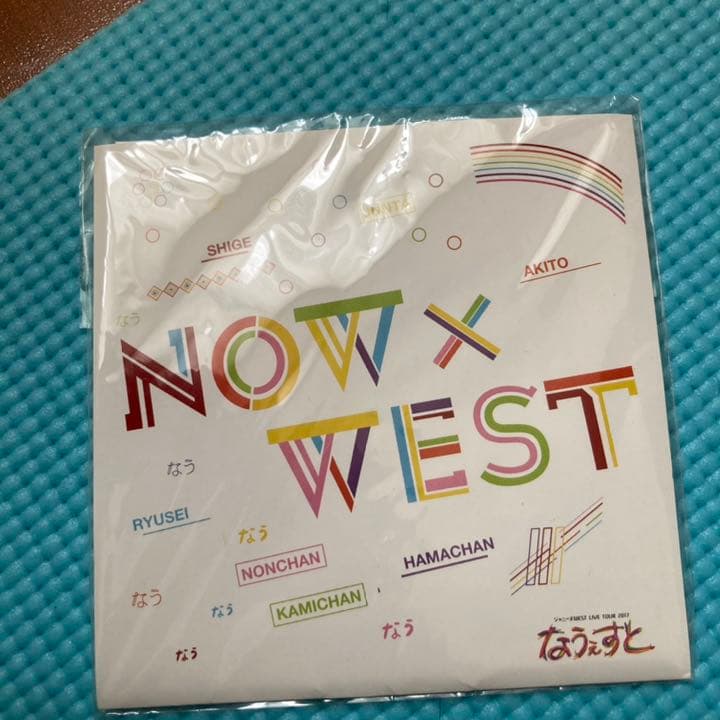 JUNTA
SHIGE
AKITO
なう
NOW×
WEST
なう
RYUSEI
なう
NONCHAN
HAMACHAN
なう
なう
KAMICHAN
なう
なう
ジャニーズWEST LIVE TOUR 2017
なうぇすと